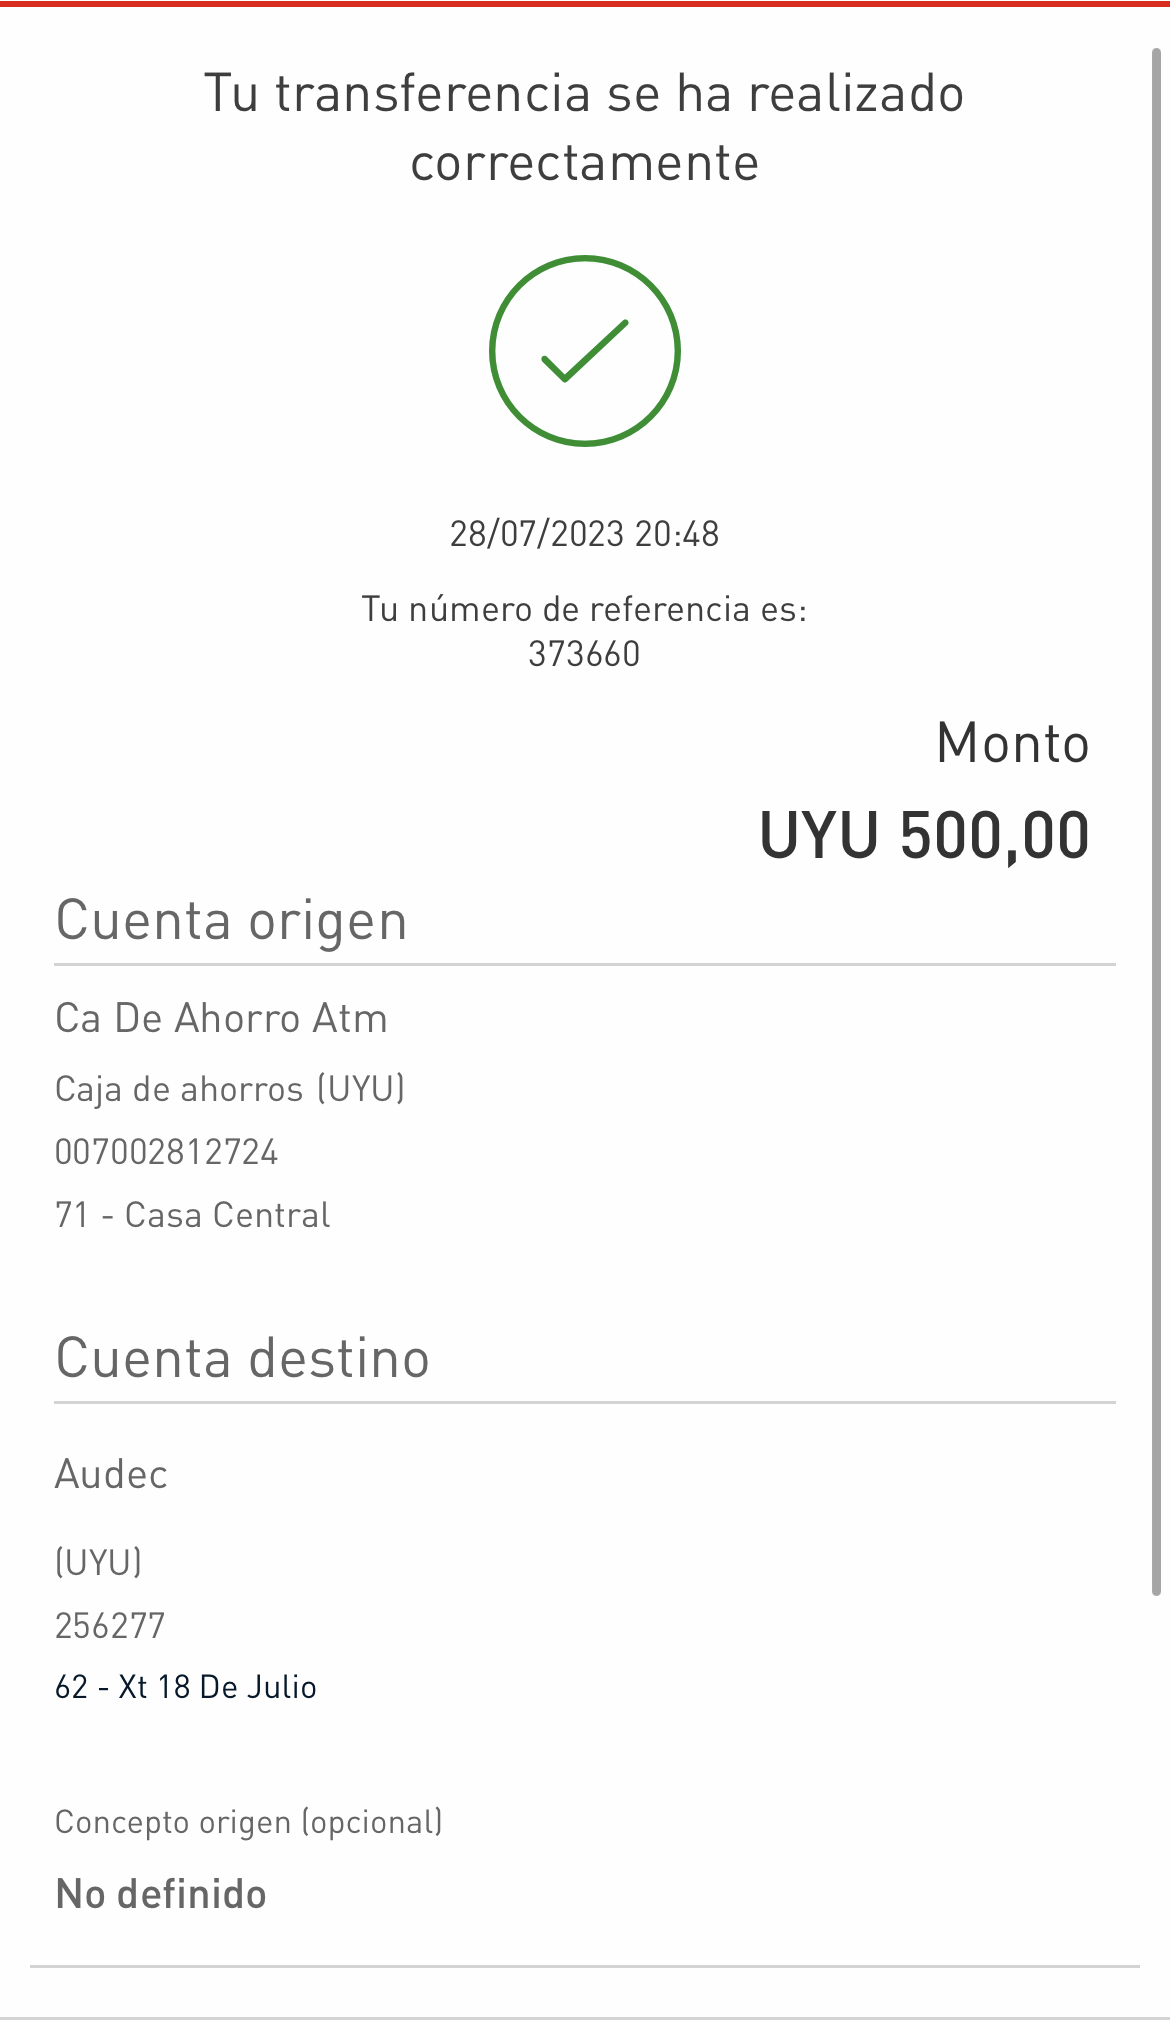 Tu transferencia se ha realizado
correctamente
28/07/2023 20:48
Tu número de referencia es:
373660
Monto
UYU 500,00
Cuenta origen
Ca De Ahorro Atm
Caja de ahorros (UYU)
007002812724
71 - Casa Central
Cuenta destino
Audec
(UYU)
256277
62 - Xt 18 De Julio
Concepto origen (opcional)
No definido